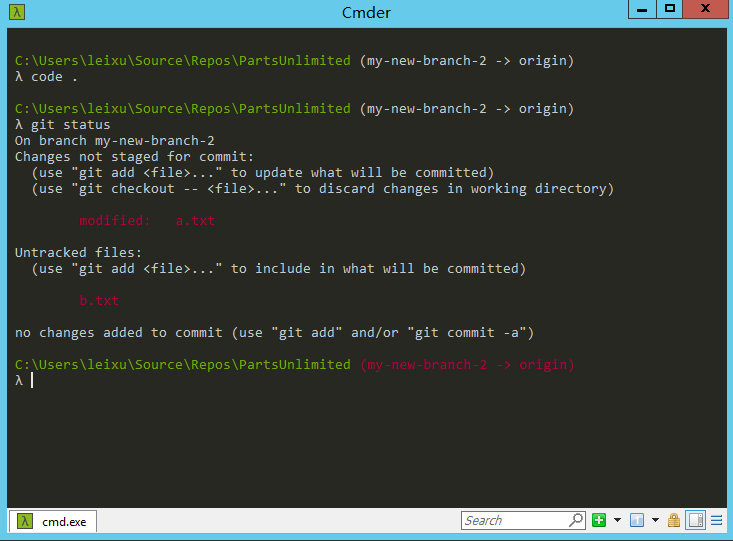 λ Cmder
C:\Users\leixu\Source\Repos\PartsUnlimited (my-new-branch-2 -> origin)
λ code .
C:\Users\leixu\Source\Repos\PartsUnlimited (my-new-branch-2 -> origin)
λ git status
On branch my-new-branch-2
Changes not staged for commit:
  (use "git add <file>..." to update what will be committed)
  (use "git checkout -- <file>..." to discard changes in working directory)
        modified:   a.txt
Untracked files:
  (use "git add <file>..." to include in what will be committed)
        b.txt
no changes added to commit (use "git add" and/or "git commit -a")
C:\Users\leixu\Source\Repos\PartsUnlimited (my-new-branch-2 -> origin)
λ
λ cmd.exe Search 1